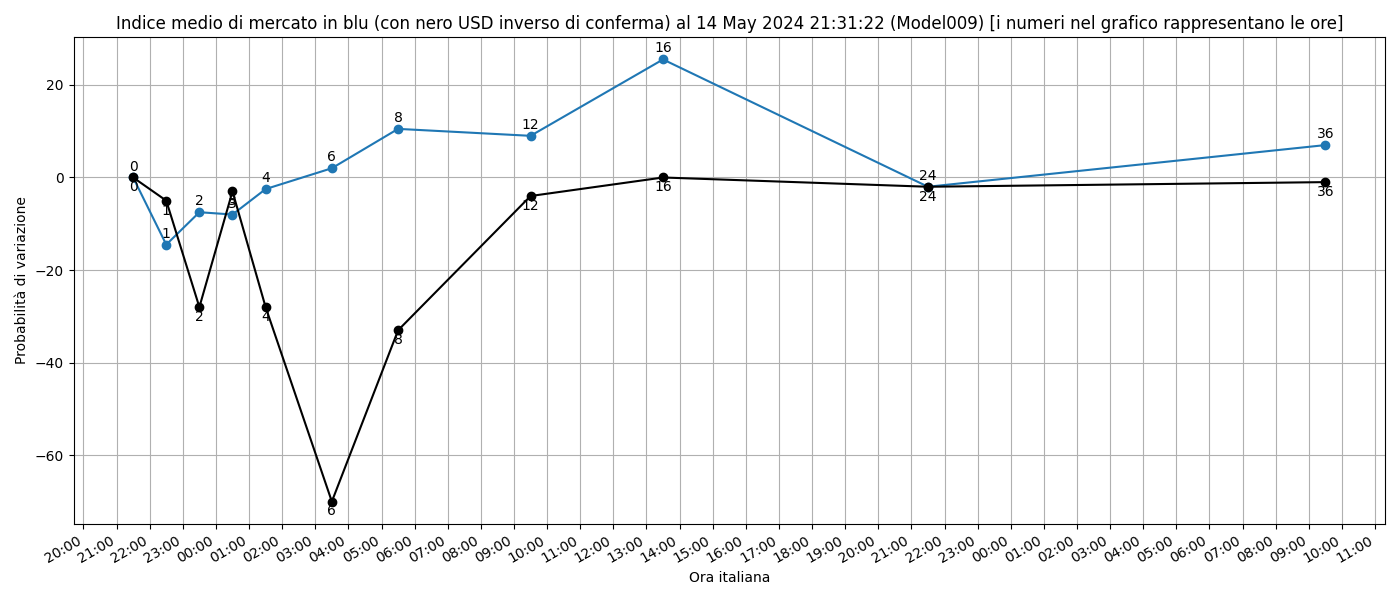 Indice medio di mercato in blu (con nero USD inverso di conferma) al 14 May 2024 21:31:22 (Model009) [i numeri nel grafico rappresentano le ore]
Probabilità di variazione
20
0
−20
−40
−60
0 1 2 3 4 6 8 12 16 24 36
0 1 2 3 4 6 8 12 16 24 36
20:00 21:00 22:00 23:00 00:00 01:00 02:00 03:00 04:00 05:00 06:00 07:00 08:00 09:00 10:00 11:00 12:00 13:00 14:00 15:00 16:00 17:00 18:00 19:00 20:00 21:00 22:00 23:00 00:00 01:00 02:00 03:00 04:00 05:00 06:00 07:00 08:00 09:00 10:00 11:00
Ora italiana